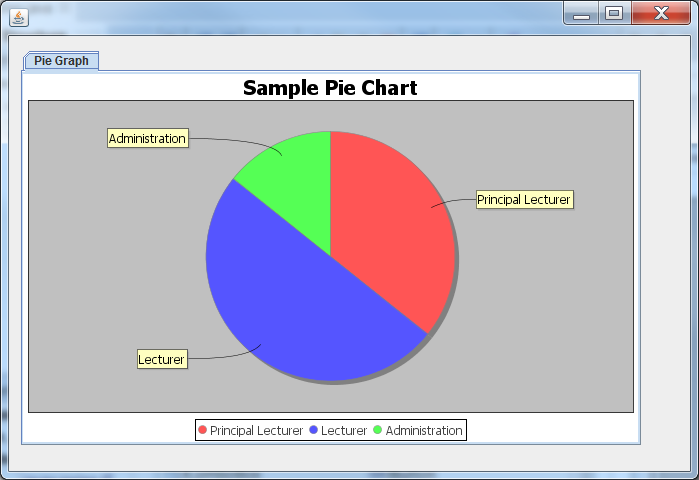 Pie Graph
Sample Pie Chart
Administration
Principal Lecturer
Lecturer
Principal Lecturer Lecturer Administration